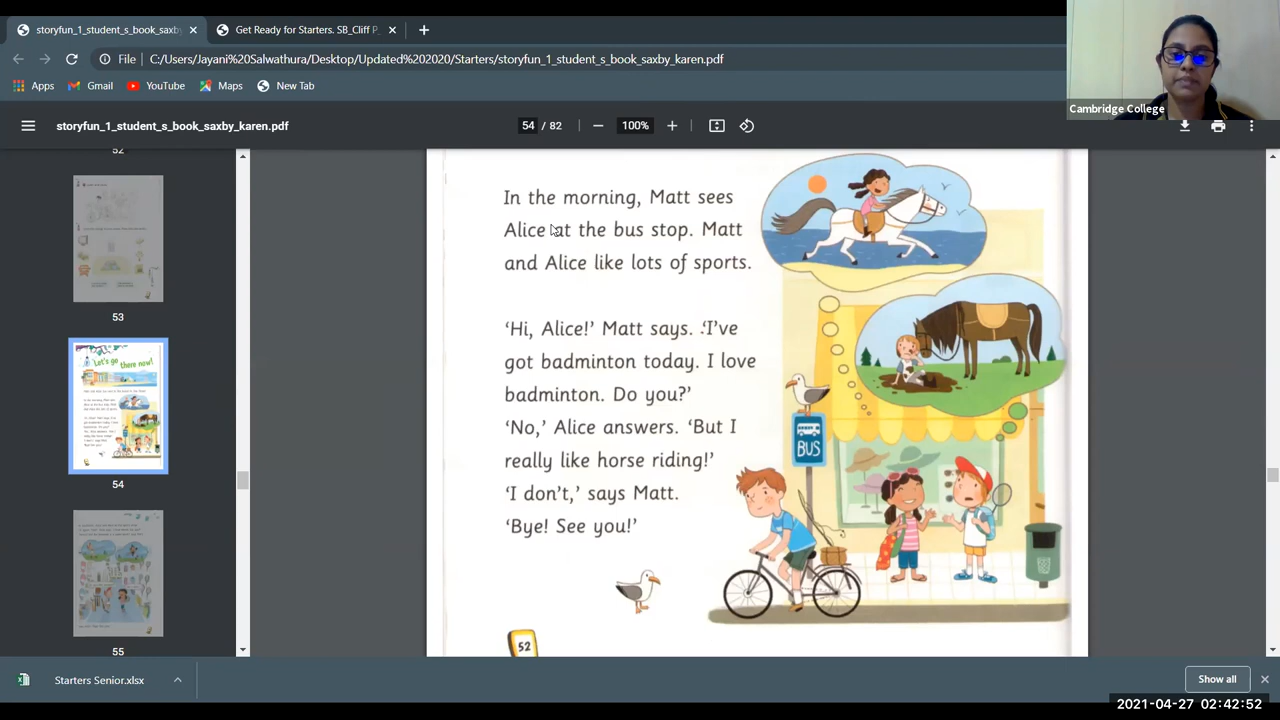 storyfun_1_student_s_book_saxb
Get Ready for Starters. SB_Cliff P
File C:/Users/Jayani%20Salwathura/Desktop/Updated%202020/Starters/storyfun_1_student_s_book_saxby_karen.pdf
Apps Gmail YouTube Maps New Tab
Cambridge College
storyfun_1_student_s_book_saxby_karen.pdf
54 / 82
100%
52
53
Let's go there now!
54
55
In the morning, Matt sees
Alice at the bus stop. Matt
and Alice like lots of sports.
'Hi, Alice!' Matt says. 'I've
got badminton today. I love
badminton. Do you?'
'No,' Alice answers. 'But I
really like horse riding!'
'I don't,' says Matt.
'Bye! See you!'
BUS
52
Starters Senior.xlsx
Show all
2021-04-27 02:42:52